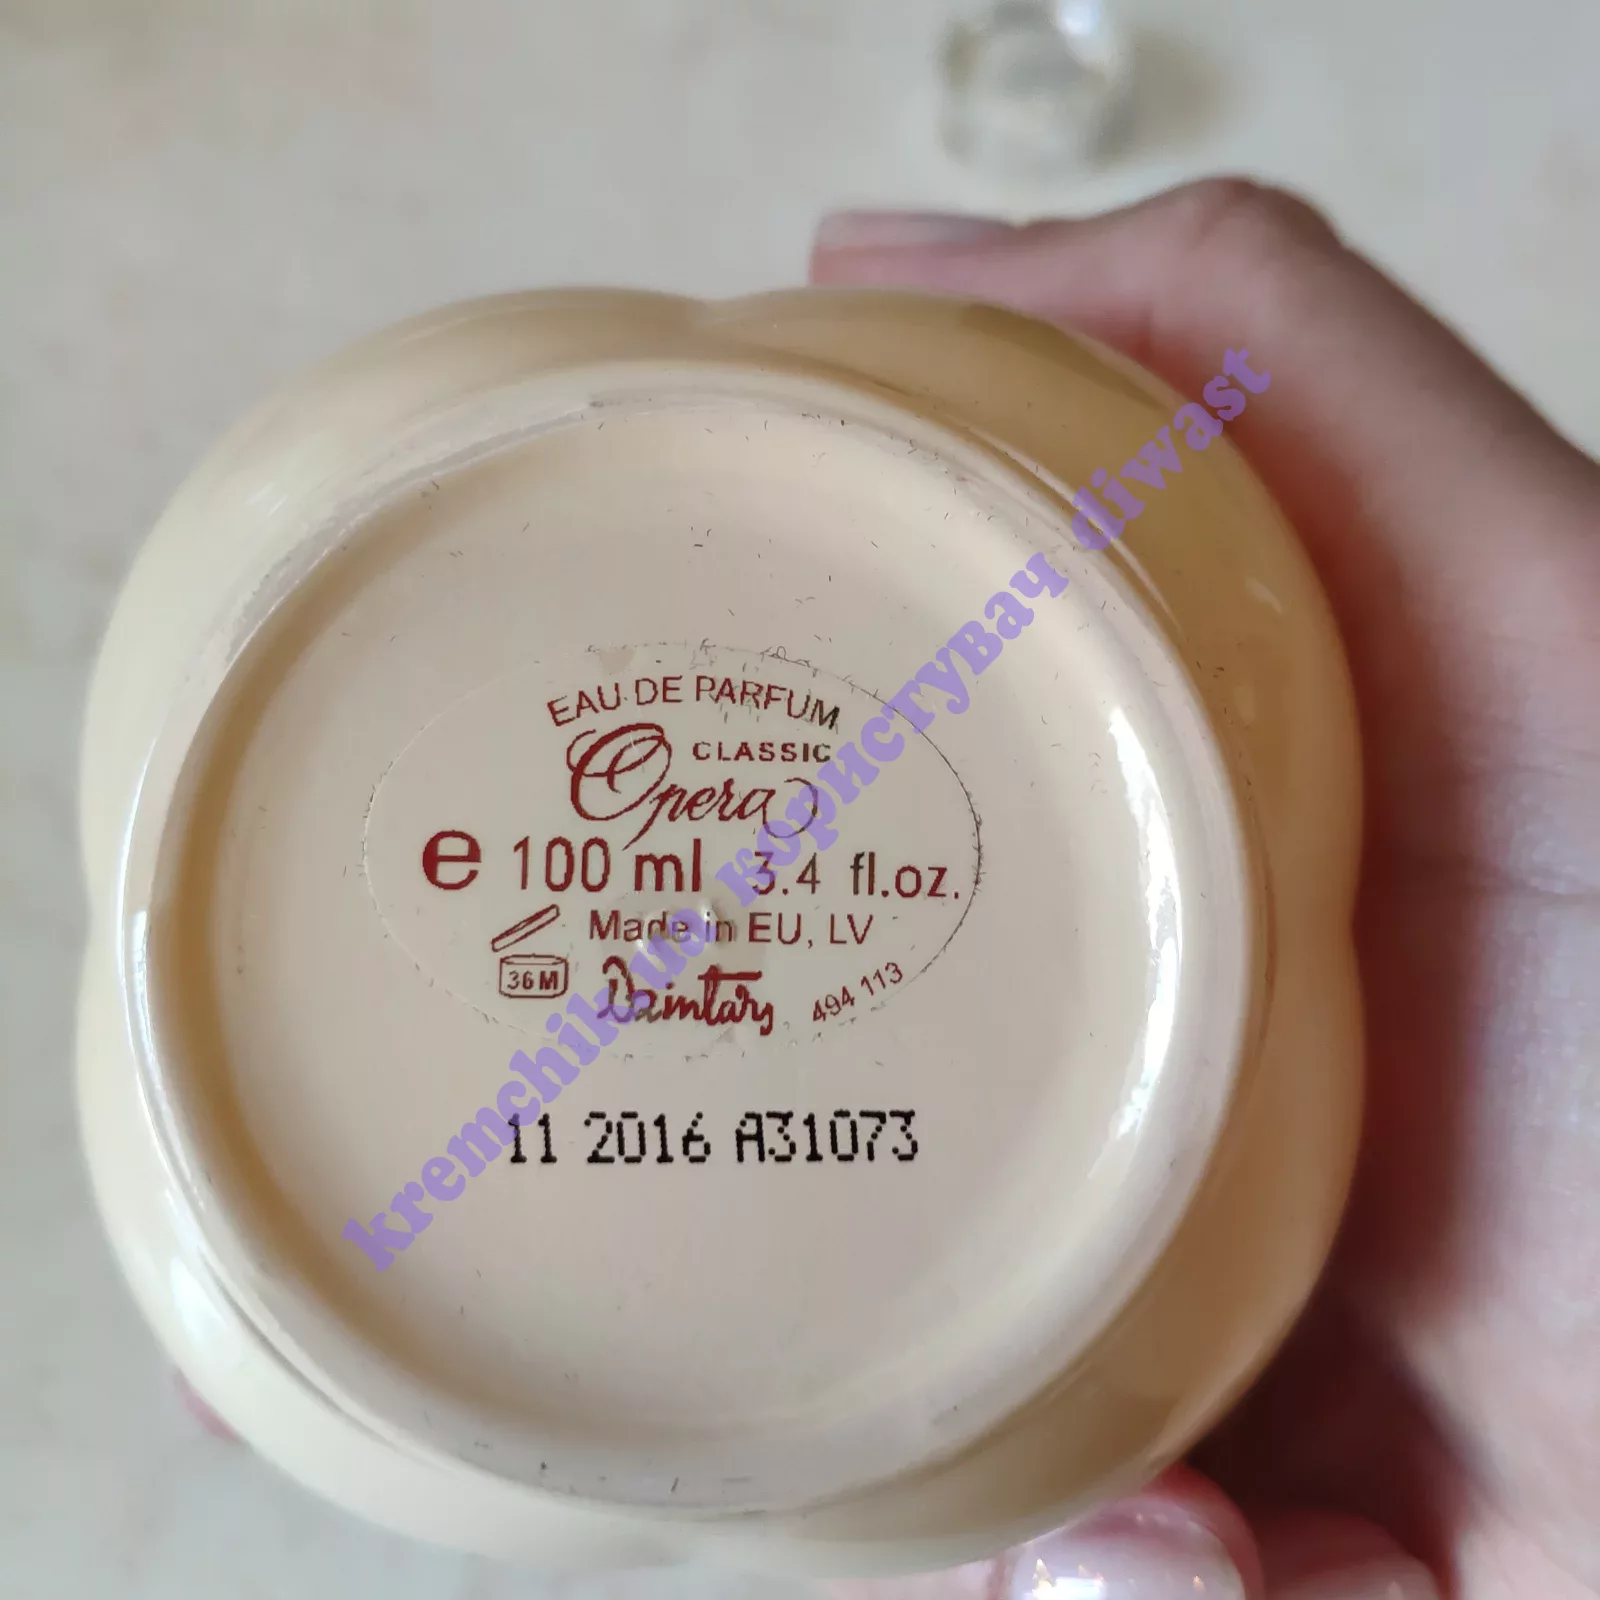 EAU DE PARFUM
CLASSIC
Opera
e 100 ml 3.4 fl.oz.
Made in EU, LV
36 M
Dzintars
494 113
11 2016 A31073
kremchik.ua користувач diwast